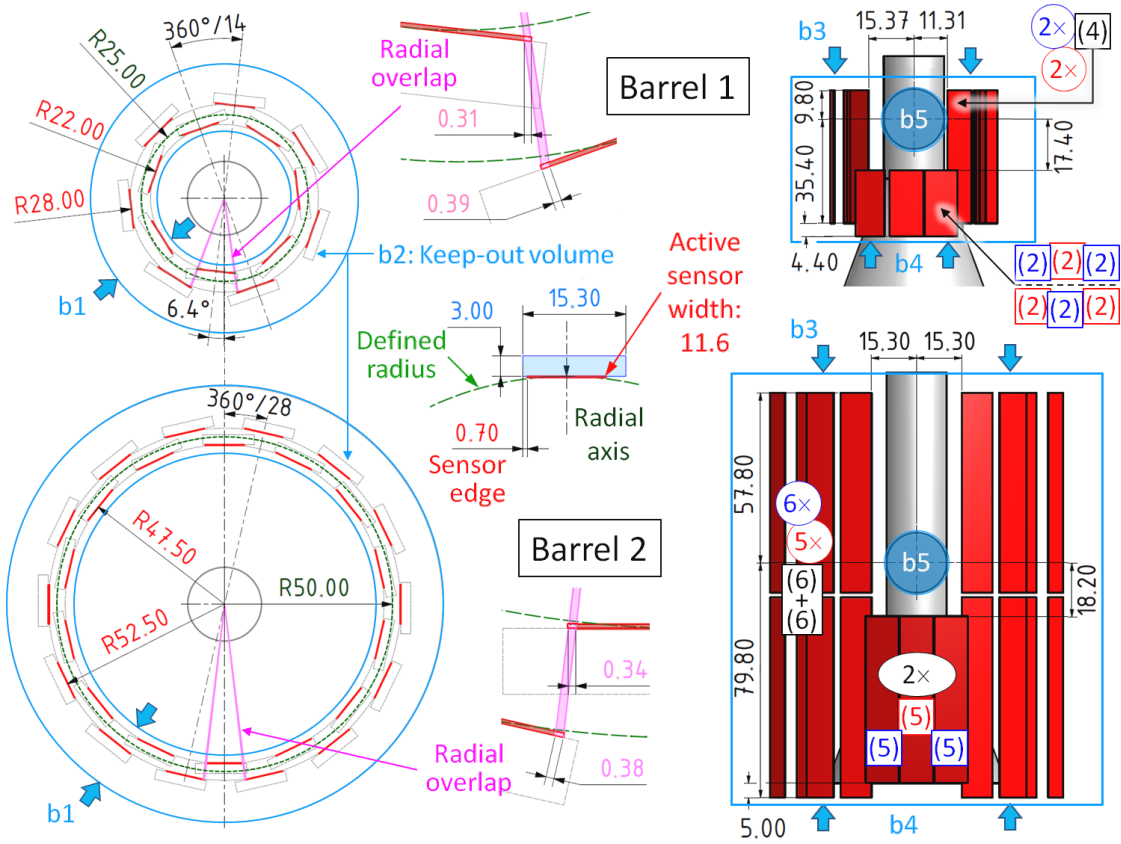 360°/14
R25.00
R22.00
R28.00
Radial
overlap
Barrel 1
0.31
0.39
b1
6.4°
b2: Keep-out volume
15.30
3.00
Active
sensor
width:
11.6
Defined
radius
Radial
axis
0.70
Sensor
edge
15.37
11.31
b3
2×
(4)
2×
9.80
b5
35.40
17.40
4.40
b4
(2)
(2)
(2)
(2)
(2)
(2)
360°/28
R47.50
R50.00
R52.50
b1
Barrel 2
0.34
0.38
Radial
overlap
b3
15.30
15.30
57.80
6×
5×
b5
(6)
+
(6)
18.20
79.80
2×
(5)
(5)
(5)
5.00
b4